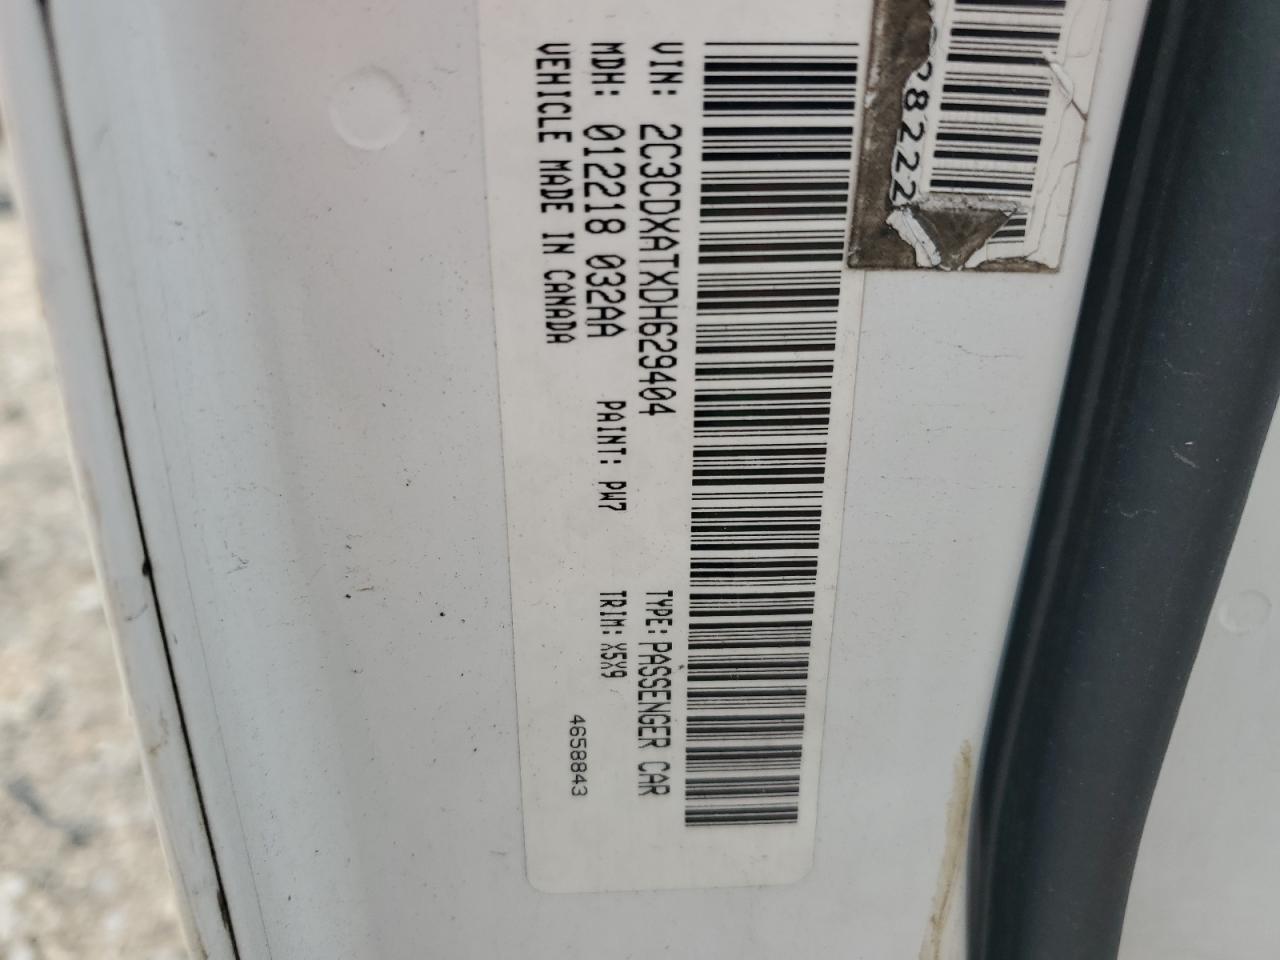 VIN: 2C3CDXATXDH629404
TYPE: PASSENGER CAR
MDH: 012218 032AA
PAINT: PW7
TRIM: X5X9
VEHICLE MADE IN CANADA
4658843
28222